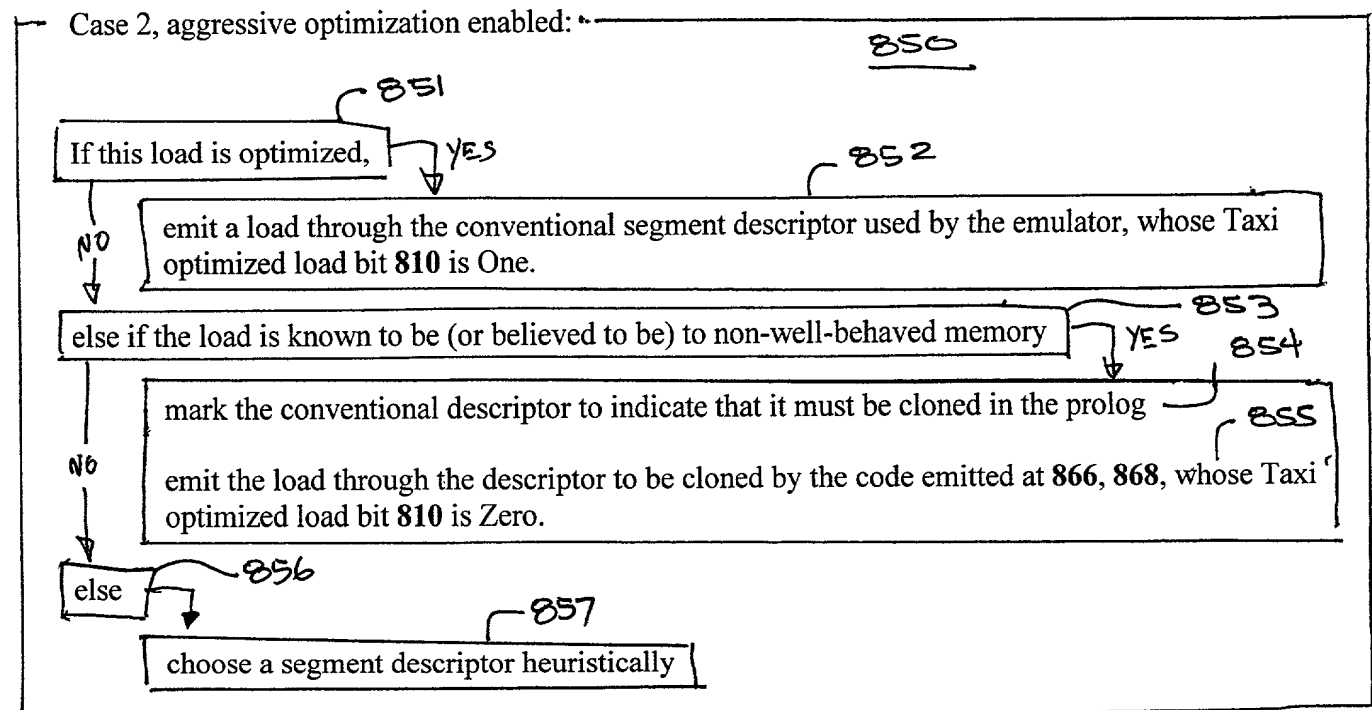 Case 2, aggressive optimization enabled:
850
851
If this load is optimized,
YES
852
NO
emit a load through the conventional segment descriptor used by the emulator, whose Taxi
optimized load bit 810 is One.
853
else if the load is known to be (or believed to be) to non-well-behaved memory
YES
854
mark the conventional descriptor to indicate that it must be cloned in the prolog
855
NO
emit the load through the descriptor to be cloned by the code emitted at 866, 868, whose Taxi
optimized load bit 810 is Zero.
856
else
857
choose a segment descriptor heuristically